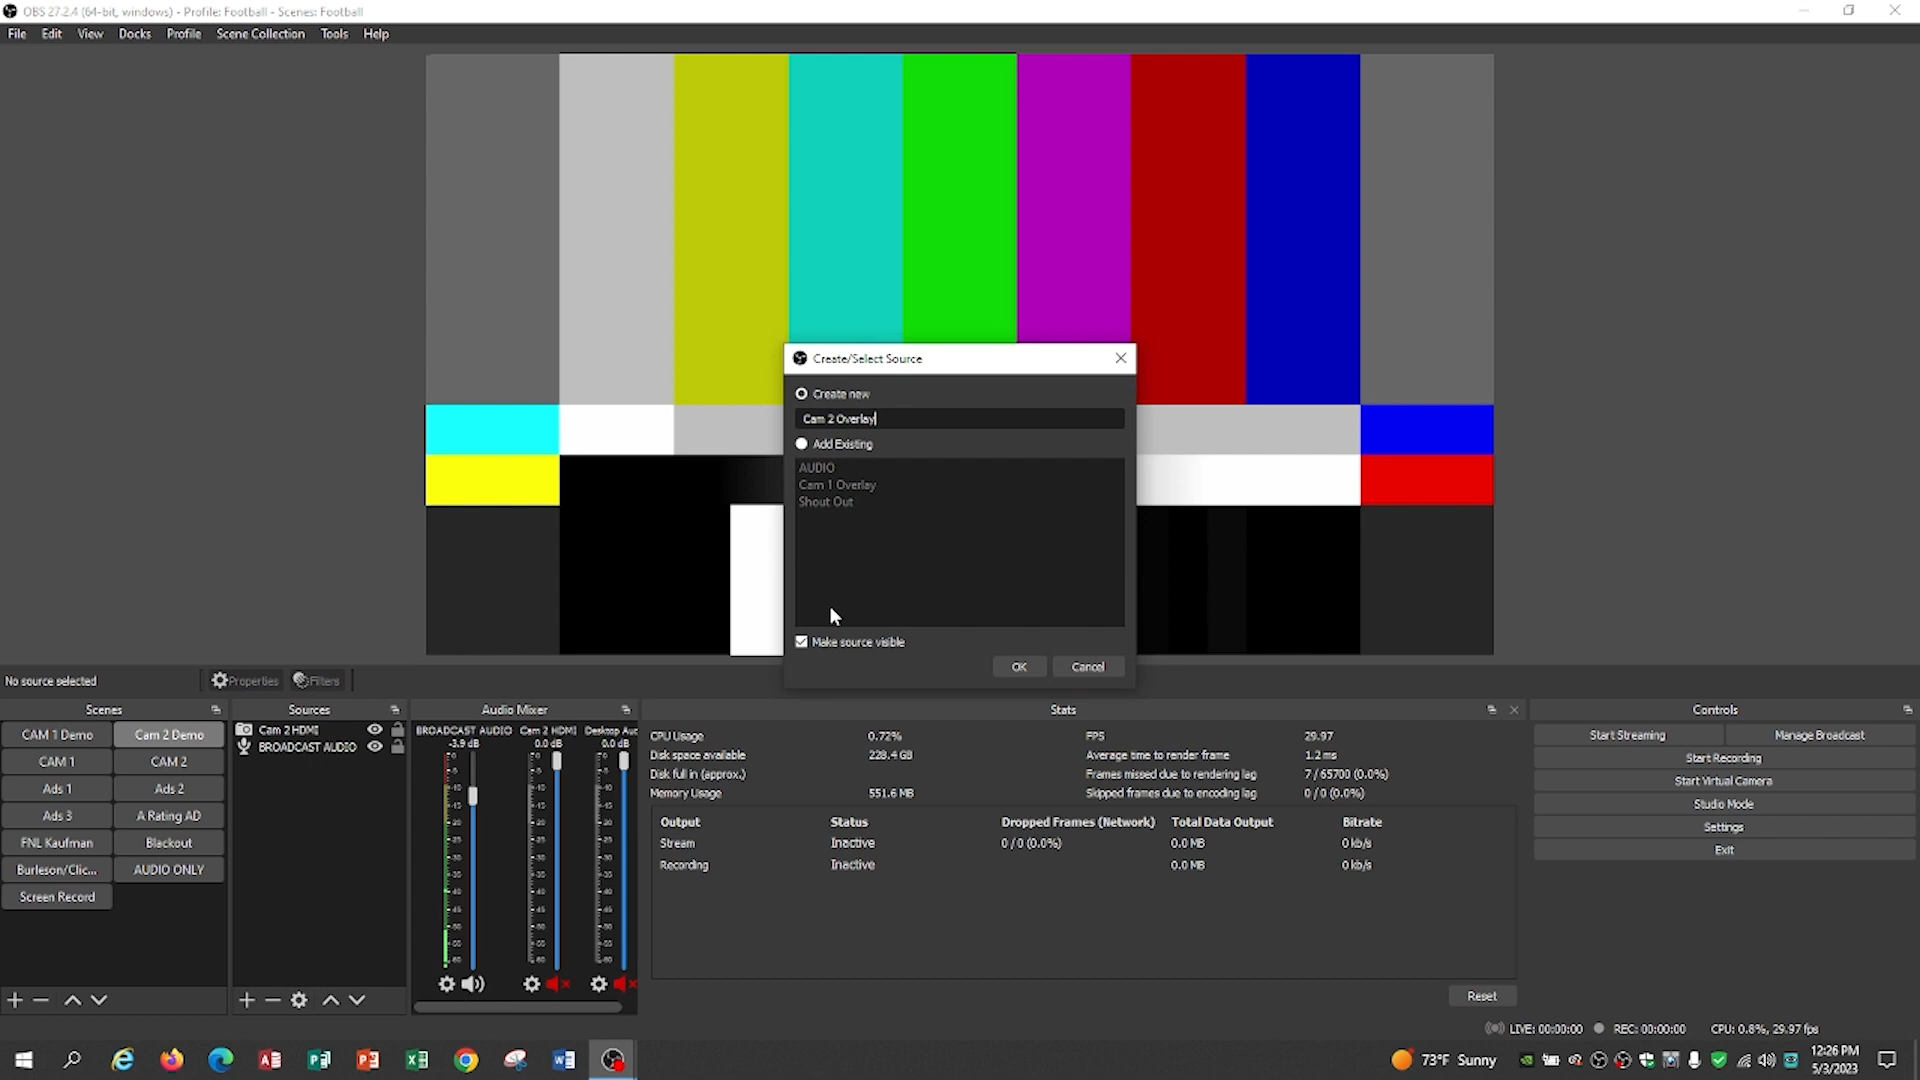 OBS 27.2.4 (64-bit, windows) - Profile: Football - Scenes: Football
File Edit View Docks Profile Scene Collection Tools Help
Create/Select Source
Create new
Cam 2 Overlay
Add Existing
AUDIO
Cam 1 Overlay
Shout Out
Make source visible
OK Cancel
No source selected Properties Filters
Scenes
CAM 1 Demo Cam 2 Demo
CAM 1 CAM 2
Ads 1 Ads 2
Ads 3 A Rating AD
FNL Kaufman Blackout
Burleson/Clic... AUDIO ONLY
Screen Record
Sources
Cam 2 HDMI
BROADCAST AUDIO
Audio Mixer
BROADCAST AUDIO Cam 2 HDMI Desktop Auc
-3.9 dB 0.0 dB 0.0 dB
Stats
CPU Usage 0.72% FPS 29.97
Disk space available 228.4 GB Average time to render frame 1.2 ms
Disk full in (approx.) Frames missed due to rendering lag 7 / 65700 (0.0%)
Memory Usage 551.6 MB Skipped frames due to encoding lag 0 / 0 (0.0%)
Output Status Dropped Frames (Network) Total Data Output Bitrate
Stream Inactive 0 / 0 (0.0%) 0.0 MB 0 kb/s
Recording Inactive 0.0 MB 0 kb/s
Reset
Controls
Start Streaming Manage Broadcast
Start Recording
Start Virtual Camera
Studio Mode
Settings
Exit
LIVE: 00:00:00 REC: 00:00:00 CPU: 0.8%, 29.97 fps
73°F Sunny
12:26 PM
5/3/2023